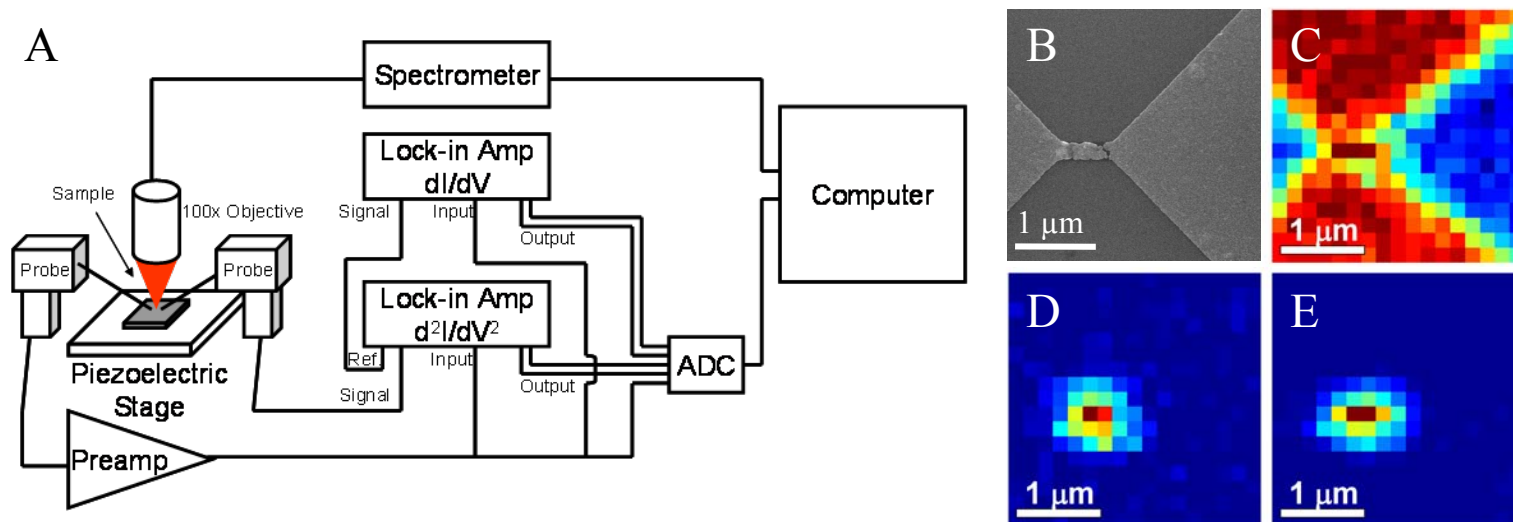 A
Spectrometer
Lock-in Amp
dI/dV
Signal
Input
Output
Computer
Sample
100x Objective
Probe
Probe
Lock-in Amp
d²I/dV²
Ref
Input
Output
Signal
ADC
Piezoelectric
Stage
Preamp
B
1 µm
C
1 µm
D
1 µm
E
1 µm